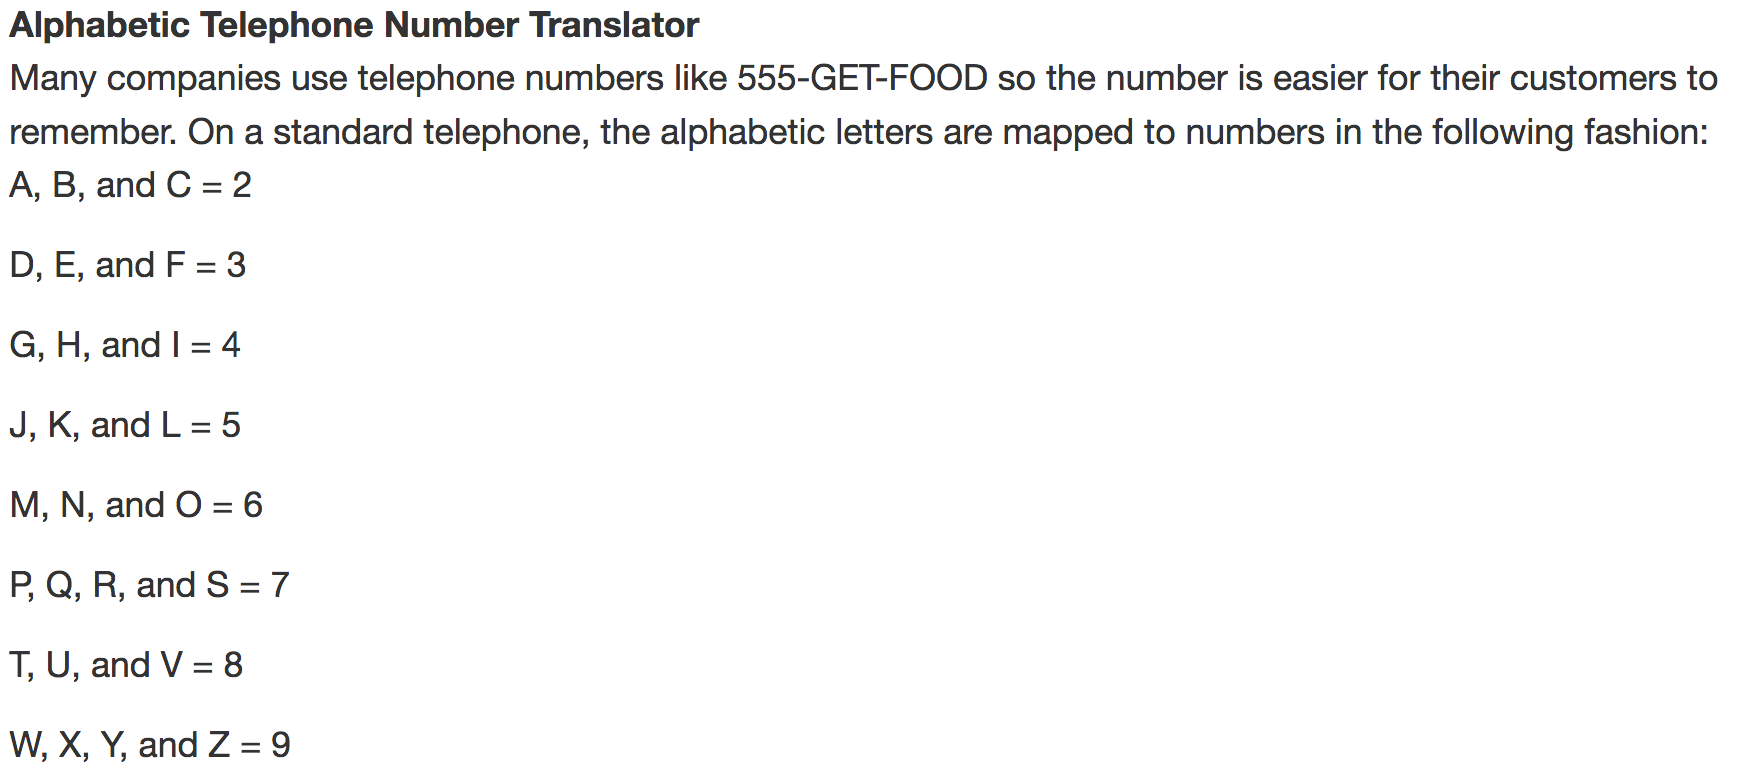 Alphabetic Telephone Number Translator
Many companies use telephone numbers like 555-GET-FOOD so the number is easier for their customers to
remember. On a standard telephone, the alphabetic letters are mapped to numbers in the following fashion:
A, B, and C = 2
D, E, and F = 3
G, H, and I = 4
J, K, and L = 5
M, N, and O = 6
P, Q, R, and S = 7
T, U, and V = 8
W, X, Y, and Z = 9